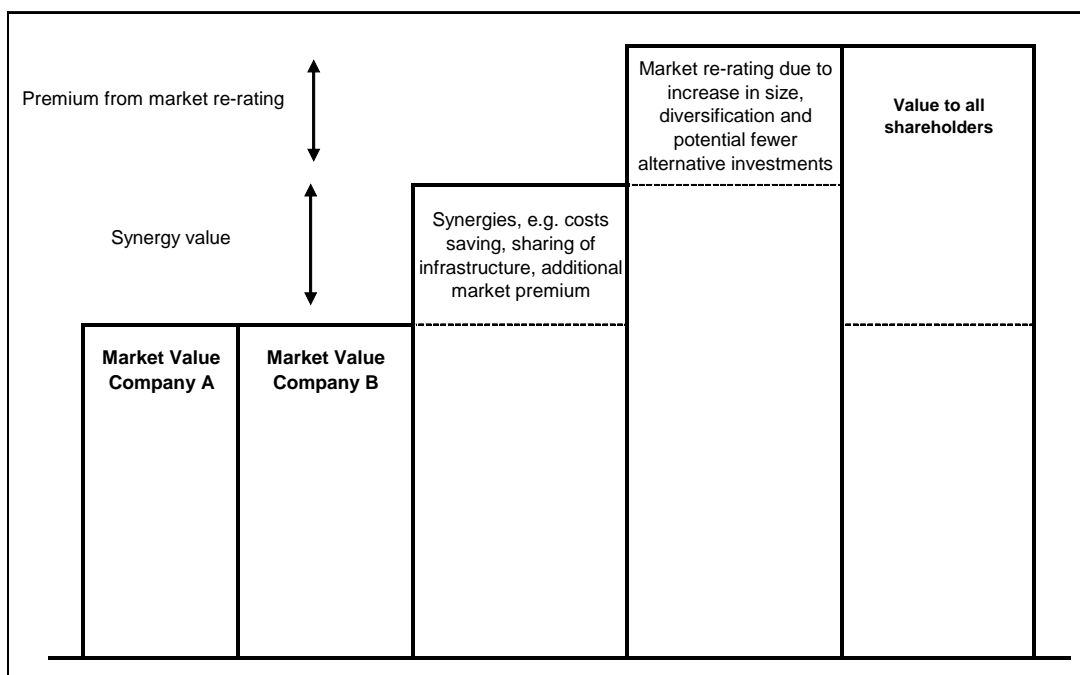 Premium from market re-rating
Synergy value
Market Value
Company A
Market Value
Company B
Synergies, e.g. costs
saving, sharing of
infrastructure, additional
market premium
Market re-rating due to
increase in size,
diversification and
potential fewer
alternative investments
Value to all
shareholders